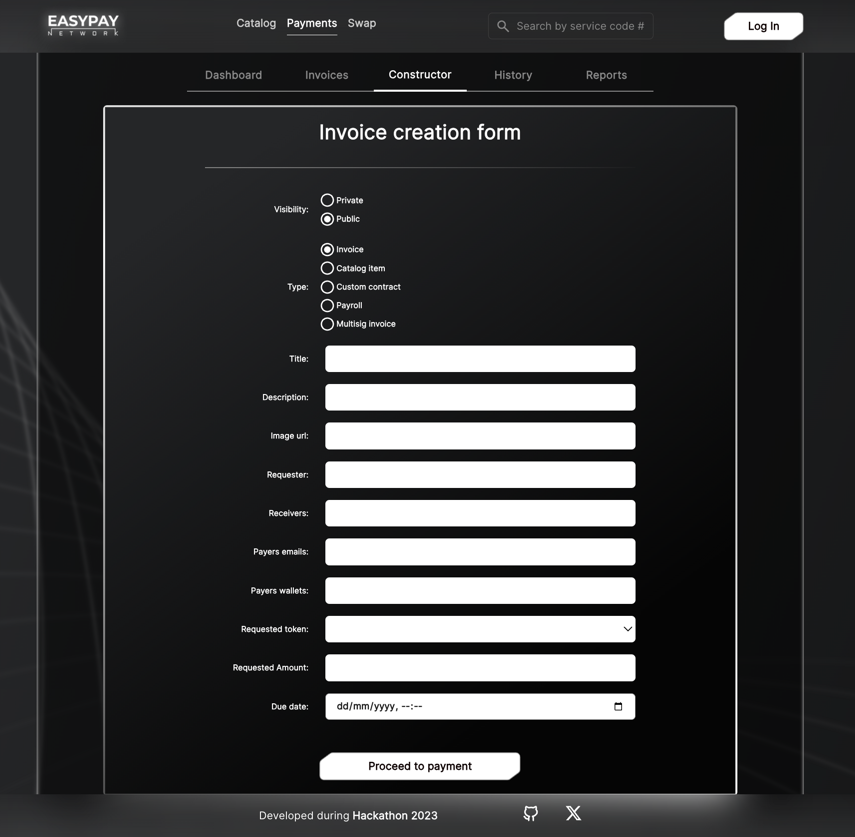 EASYPAY
NETWORK
Catalog Payments Swap
Search by service code #
Log In
Dashboard Invoices Constructor History Reports
Invoice creation form
Visibility:
Private
Public
Type:
Invoice
Catalog item
Custom contract
Payroll
Multisig invoice
Title:
Description:
Image url:
Requester:
Receivers:
Payers emails:
Payers wallets:
Requested token:
Requested Amount:
Due date: dd/mm/yyyy, --:--
Proceed to payment
Developed during Hackathon 2023